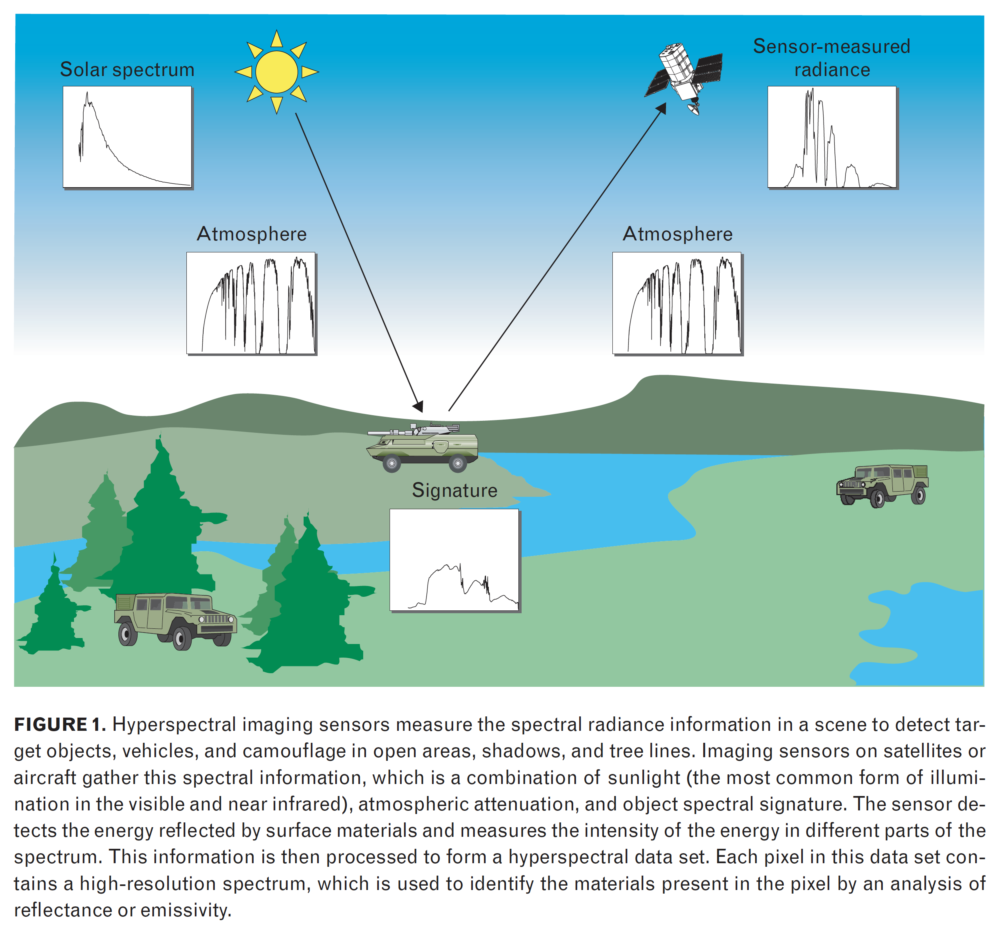 Solar spectrum
Sensor-measured
radiance
Atmosphere
Atmosphere
Signature
FIGURE 1. Hyperspectral imaging sensors measure the spectral radiance information in a scene to detect tar-
get objects, vehicles, and camouflage in open areas, shadows, and tree lines. Imaging sensors on satellites or
aircraft gather this spectral information, which is a combination of sunlight (the most common form of illumi-
nation in the visible and near infrared), atmospheric attenuation, and object spectral signature. The sensor de-
tects the energy reflected by surface materials and measures the intensity of the energy in different parts of the
spectrum. This information is then processed to form a hyperspectral data set. Each pixel in this data set con-
tains a high-resolution spectrum, which is used to identify the materials present in the pixel by an analysis of
reflectance or emissivity.